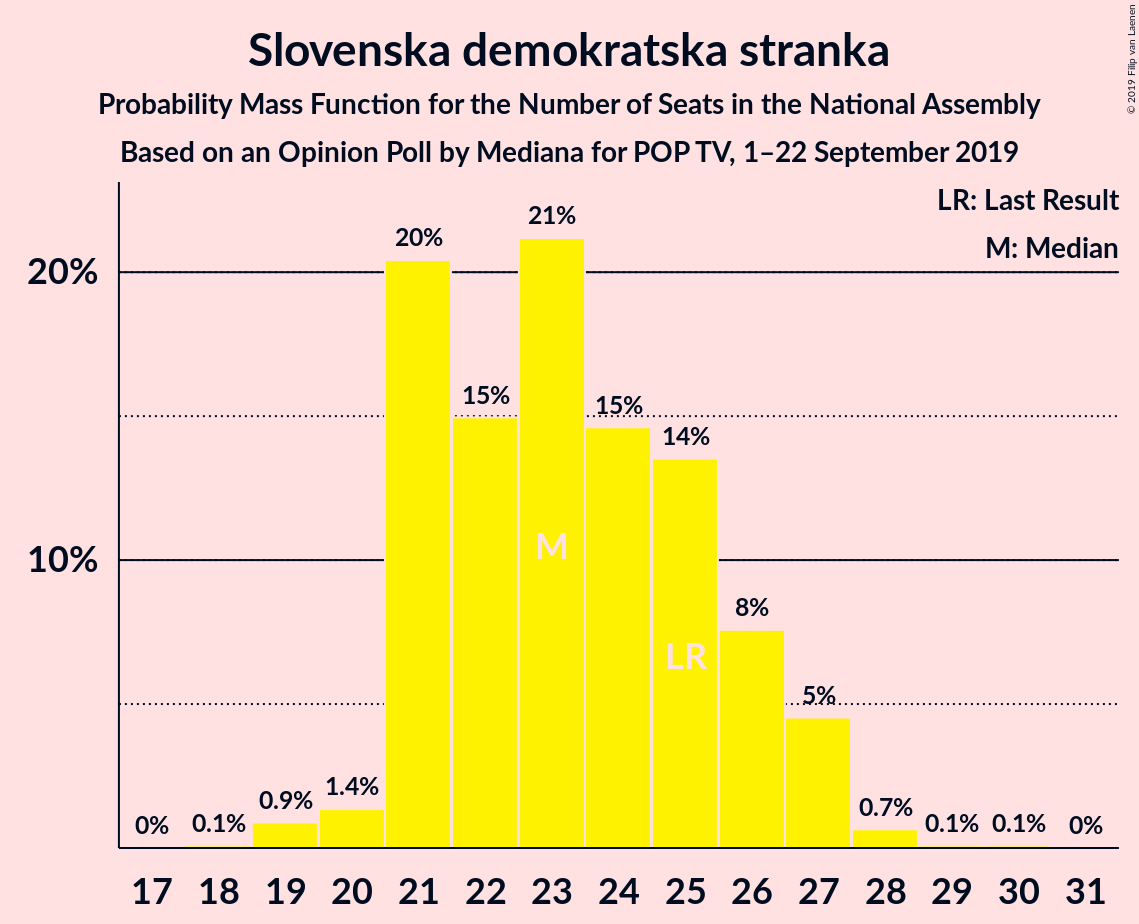 Slovenska demokratska stranka
Probability Mass Function for the Number of Seats in the National Assembly
Based on an Opinion Poll by Mediana for POP TV, 1–22 September 2019
© 2019 Filip van Laenen
LR: Last Result
M: Median
20%
10%
0%
0.1%
0.9%
1.4%
20%
15%
21%
15%
14%
8%
5%
0.7%
0.1%
0.1%
0%
M
LR
17 18 19 20 21 22 23 24 25 26 27 28 29 30 31